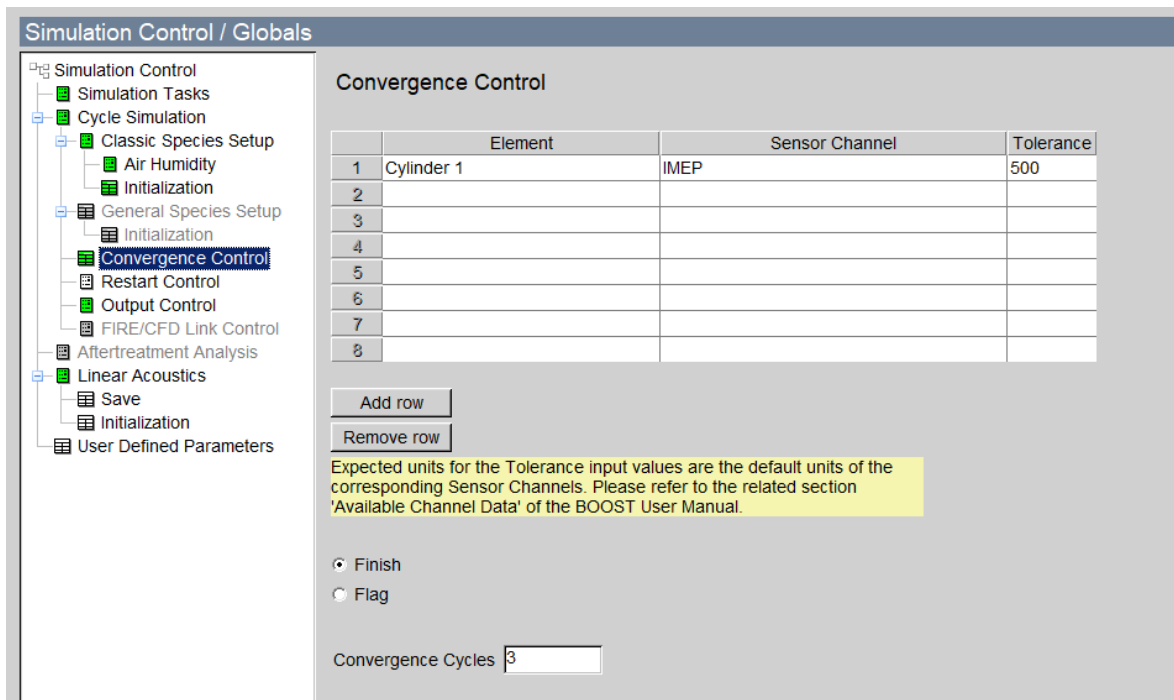 Simulation Control / Globals
Simulation Control
Simulation Tasks
Cycle Simulation
Classic Species Setup
Air Humidity
Initialization
General Species Setup
Initialization
Convergence Control
Restart Control
Output Control
FIRE/CFD Link Control
Aftertreatment Analysis
Linear Acoustics
Save
Initialization
User Defined Parameters
Convergence Control
Element Sensor Channel Tolerance
1 Cylinder 1 IMEP 500
2
3
4
5
6
7
8
Add row
Remove row
Expected units for the Tolerance input values are the default units of the
corresponding Sensor Channels. Please refer to the related section
'Available Channel Data' of the BOOST User Manual.
Finish
Flag
Convergence Cycles 3